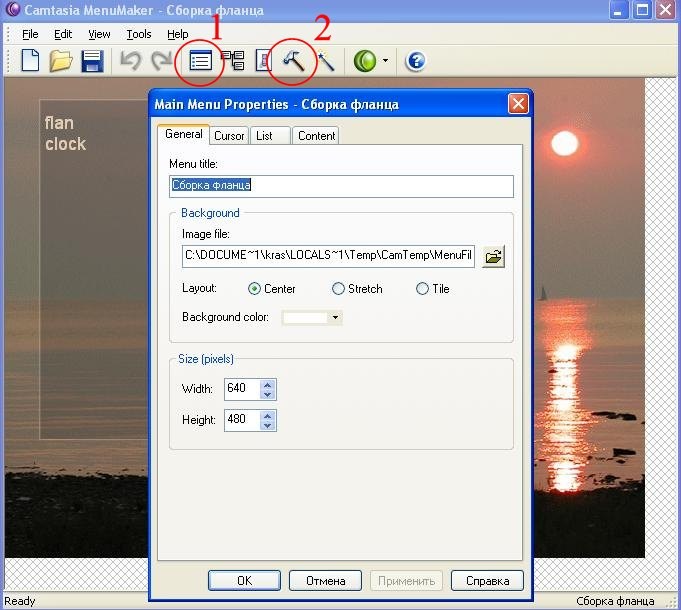 Camtasia MenuMaker - Сборка фланца
File Edit View Tools Help
1 2
flan
clock
Main Menu Properties - Сборка фланца
General Cursor List Content
Menu title:
Сборка фланца
Background
Image file:
C:\DOCUME~1\kras\LOCALS~1\Temp\CamTemp\MenuFil
Layout: Center Stretch Tile
Background color:
Size (pixels)
Width: 640
Height: 480
OK Отмена Применить Справка
Ready Сборка фланца